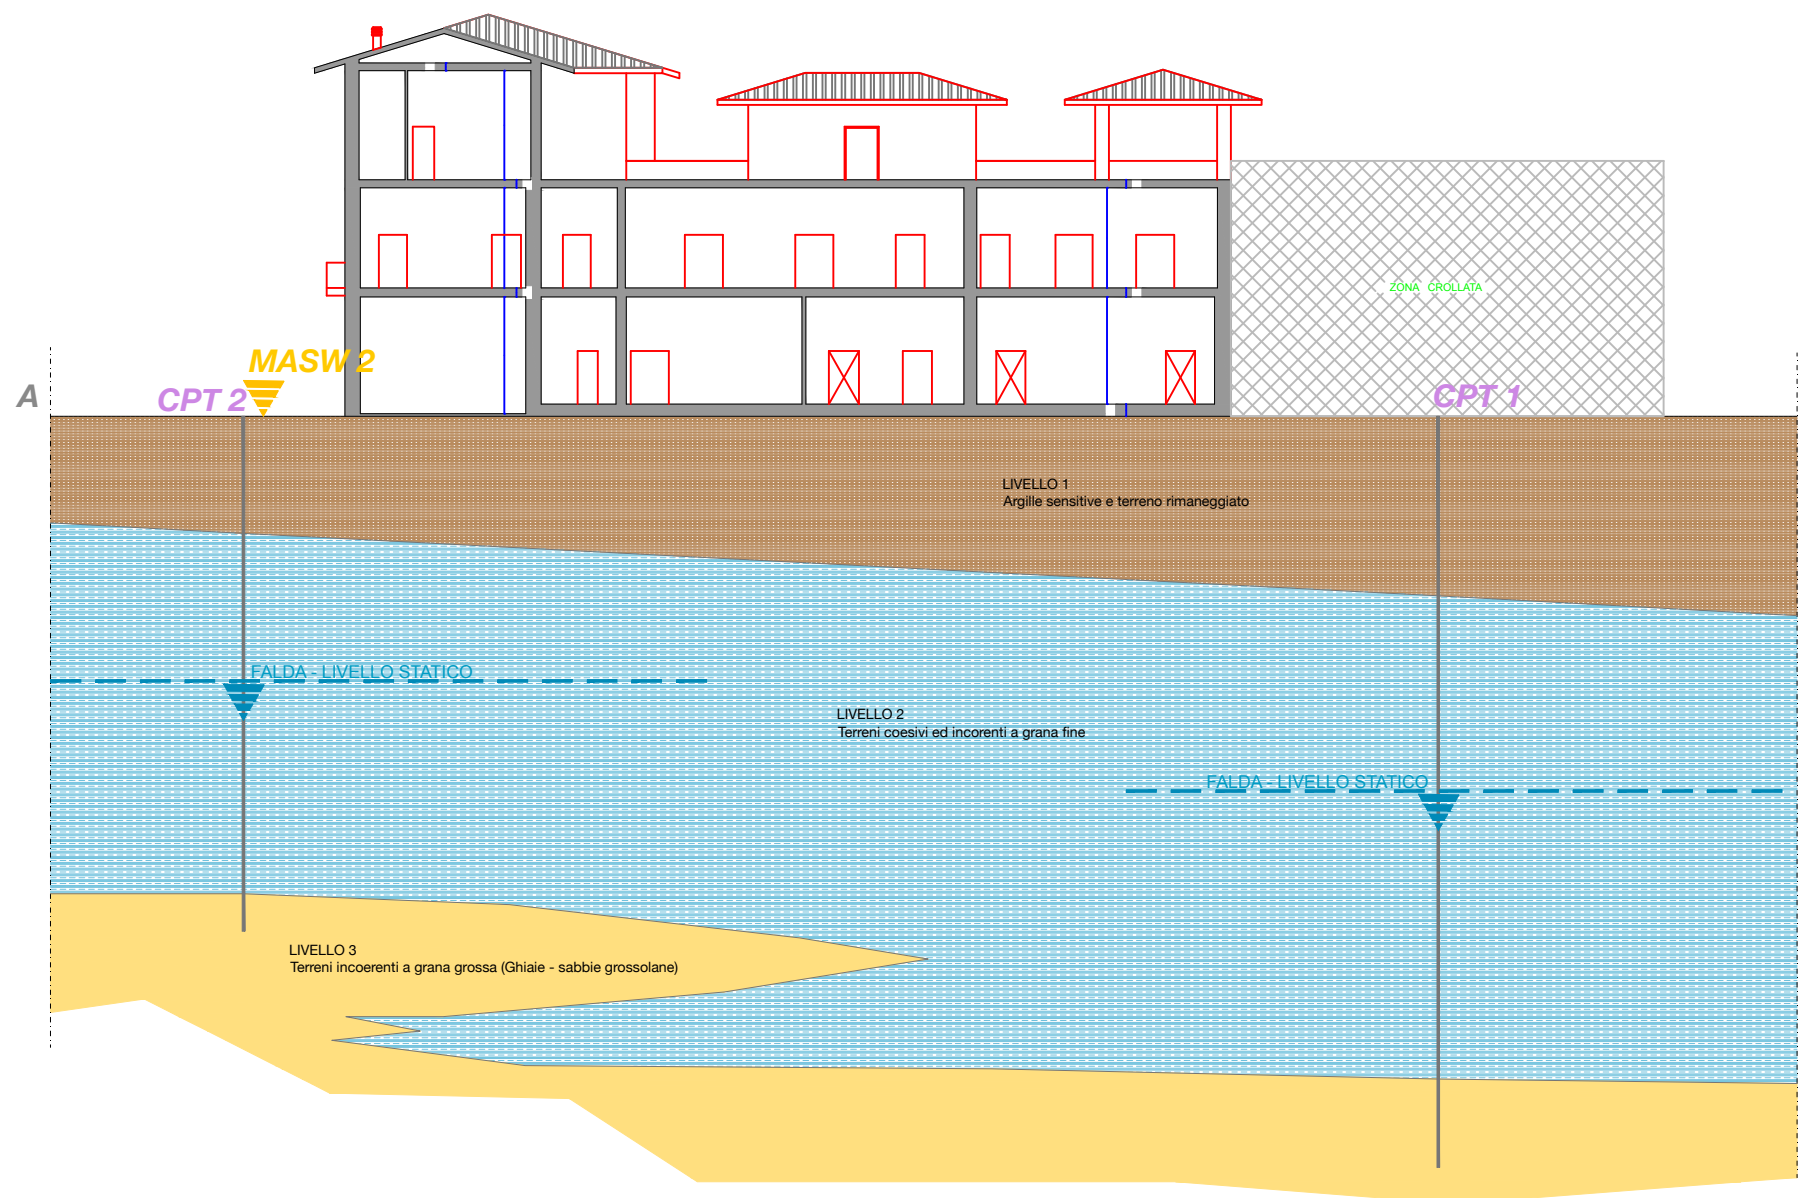 ZONA CROLLATA
MASW 2
A
CPT 2
CPT 1
LIVELLO 1
Argille sensitive e terreno rimaneggiato
FALDA - LIVELLO STATICO
LIVELLO 2
Terreni coesivi ed incorenti a grana fine
FALDA - LIVELLO STATICO
LIVELLO 3
Terreni incoerenti a grana grossa (Ghiaie - sabbie grossolane)